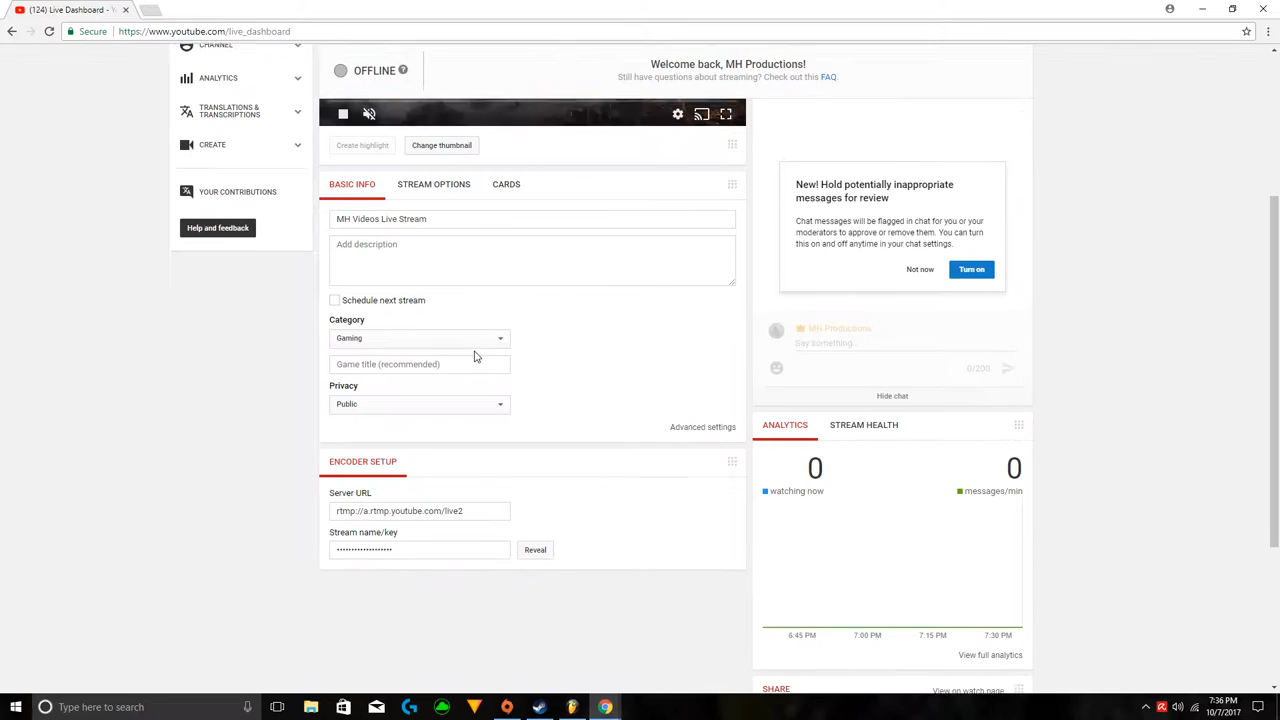 (124) Live Dashboard - Y
Secure
https://www.youtube.com/live_dashboard
CHANNEL
ANALYTICS
TRANSLATIONS &
TRANSCRIPTIONS
CREATE
YOUR CONTRIBUTIONS
Help and feedback
OFFLINE
Welcome back, MH Productions!
Still have questions about streaming? Check out this FAQ.
Create highlight
Change thumbnail
BASIC INFO
STREAM OPTIONS
CARDS
MH Videos Live Stream
Add description
Schedule next stream
Category
Gaming
Game title (recommended)
Privacy
Public
Advanced settings
ENCODER SETUP
Server URL
rtmp://a.rtmp.youtube.com/live2
Stream name/key
Reveal
New! Hold potentially inappropriate
messages for review
Chat messages will be flagged in chat for you or your
moderators to approve or remove them. You can turn
this on and off anytime in your chat settings.
Not now
Turn on
MH Productions
Say something...
0/200
Hide chat
ANALYTICS
STREAM HEALTH
0
0
watching now
messages/min
6:45 PM
7:00 PM
7:15 PM
7:30 PM
View full analytics
SHARE
View on watch page
Type here to search
7:36 PM
10/7/2017